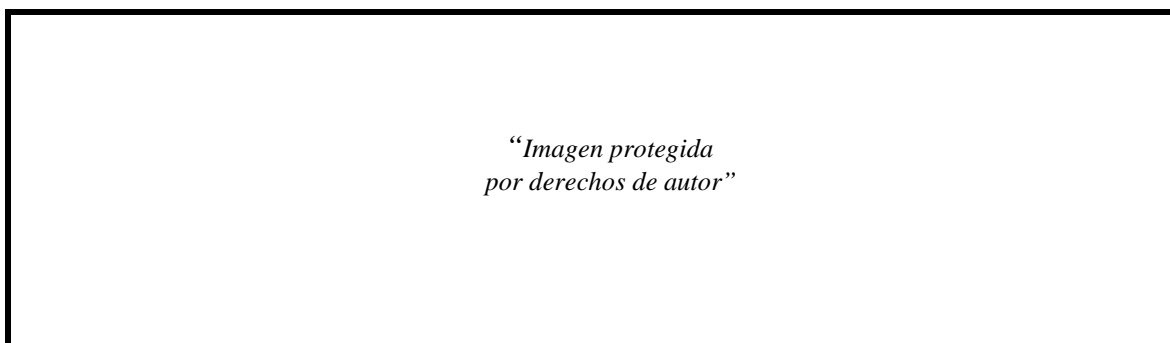 “Imagen protegida
por derechos de autor”